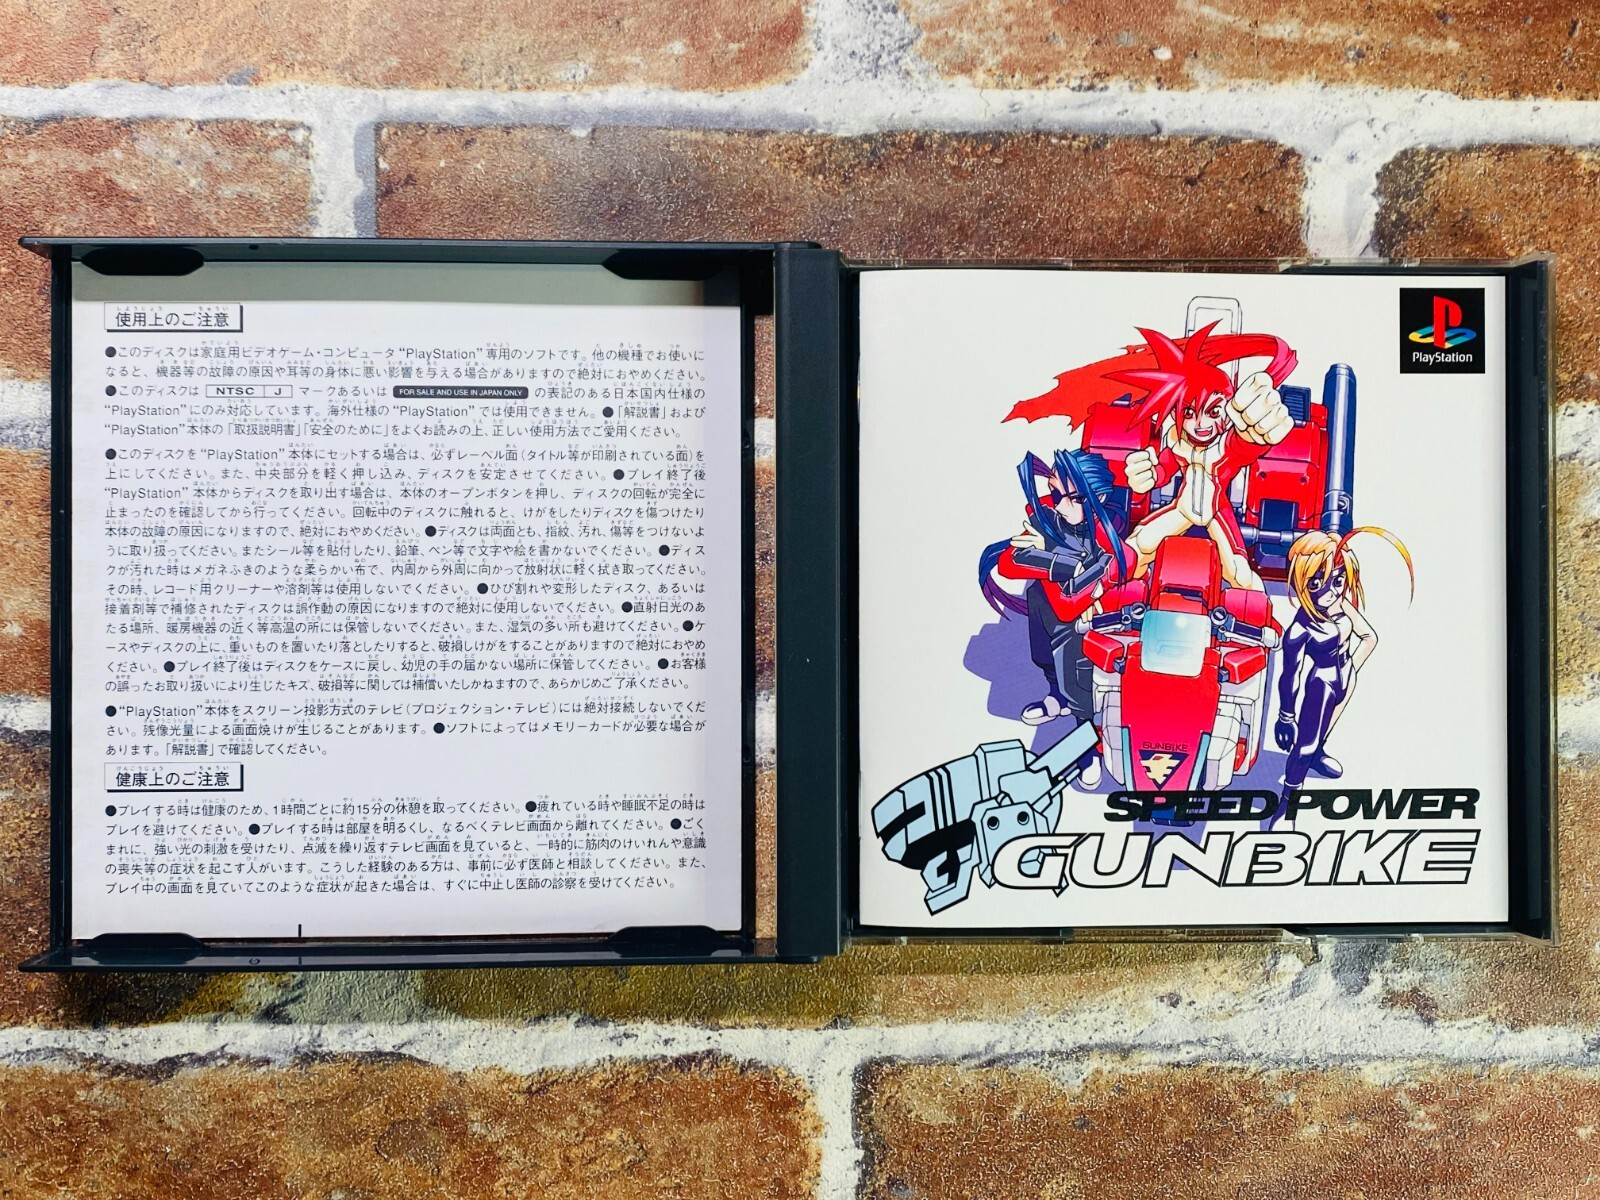 使用上のご注意
●このディスクは家庭用ビデオゲーム・コンピュータ“PlayStation”専用のソフトです。他の機種でお使いに
なると、機器等の故障の原因や耳等の身体に悪い影響を与える場合がありますので絶対におやめください。
●このディスクは NTSC J マークあるいは FOR SALE AND USE IN JAPAN ONLY の表記のある日本国内仕様の
“PlayStation”にのみ対応しています。海外仕様の“PlayStation”では使用できません。●「解説書」および
“PlayStation”本体の「取扱説明書」「安全のために」をよくお読みの上、正しい使用方法でご愛用ください。
●このディスクを“PlayStation”本体にセットする場合は、必ずレーベル面(タイトル等が印刷されている面)を
上にしてください。また、中央部分を軽く押し込み、ディスクを安定させてください。●プレイ終了後
“PlayStation”本体からディスクを取り出す場合は、本体のオープンボタンを押し、ディスクの回転が完全に
止まったのを確認してから行ってください。回転中のディスクに触れると、けがをしたりディスクを傷つけたり
本体の故障の原因になりますので、絶対におやめください。●ディスクは両面とも、指紋、汚れ、傷等をつけないよ
うに取り扱ってください。またシール等を貼付したり、鉛筆、ペン等で文字や絵を書かないでください。●ディス
クが汚れた時はメガネふきのような柔らかい布で、内周から外周に向かって放射状に軽く拭き取ってください。
その時、レコード用クリーナーや溶剤等は使用しないでください。●ひび割れや変形したディスク、あるいは
接着剤等で補修されたディスクは誤作動の原因になりますので絶対に使用しないでください。●直射日光のあ
たる場所、暖房機器の近く等高温の所には保管しないでください。また、湿気の多い所も避けてください。●ケ
ースやディスクの上に、重いものを置いたり落としたりすると、破損しけがをすることがありますので絶対におやめ
ください。●プレイ終了後はディスクをケースに戻し、幼児の手の届かない場所に保管してください。●お客様
の誤ったお取り扱いにより生じたキズ、破損等に関しては補償いたしかねますので、あらかじめご了承ください。
●“PlayStation”本体をスクリーン投影方式のテレビ(プロジェクション・テレビ)には絶対接続しないでくだ
さい。残像光量による画面焼けが生じることがあります。●ソフトによってはメモリーカードが必要な場合が
あります。「解説書」で確認してください。
健康上のご注意
●プレイする時は健康のため、1時間ごとに約15分の休憩を取ってください。●疲れている時や睡眠不足の時は
プレイを避けてください。●プレイする時は部屋を明るくし、なるべくテレビ画面から離れてください。●ごく
まれに、強い光の刺激を受けたり、点滅を繰り返すテレビ画面を見ていると、一時的に筋肉のけいれんや意識
の喪失等の症状を起こす人がいます。こうした経験のある方は、事前に必ず医師と相談してください。また、
プレイ中の画面を見ていてこのような症状が起きた場合は、すぐに中止し医師の診察を受けてください。
PlayStation
GUNBIKE
SPEED POWER
GUNBIKE